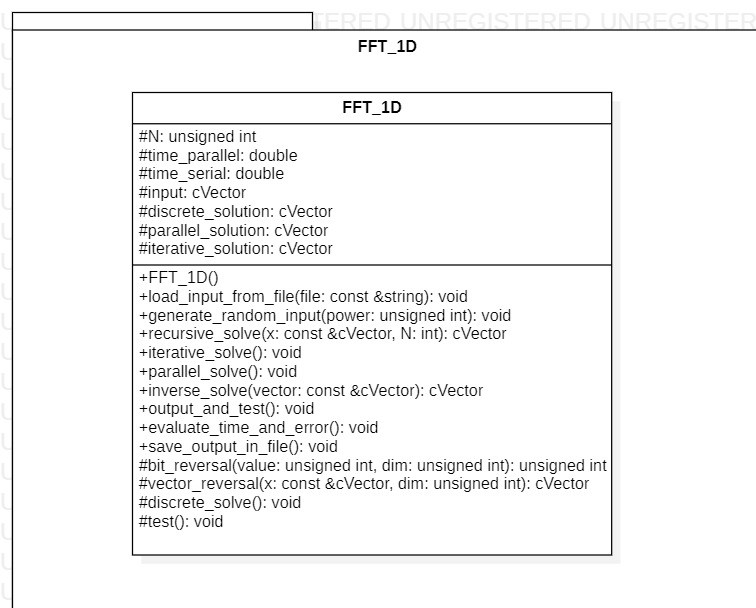 TERED UNREGISTERED UNREGISTER
FFT_1D
FFT_1D
#N: unsigned int
#time_parallel: double
#time_serial: double
#input: cVector
#discrete_solution: cVector
#parallel_solution: cVector
#iterative_solution: cVector
+FFT_1D()
+load_input_from_file(file: const &string): void
+generate_random_input(power: unsigned int): void
+recursive_solve(x: const &cVector, N: int): cVector
+iterative_solve(): void
+parallel_solve(): void
+inverse_solve(vector: const &cVector): cVector
+output_and_test(): void
+evaluate_time_and_error(): void
+save_output_in_file(): void
#bit_reversal(value: unsigned int, dim: unsigned int): unsigned int
#vector_reversal(x: const &cVector, dim: unsigned int): cVector
#discrete_solve(): void
#test(): void